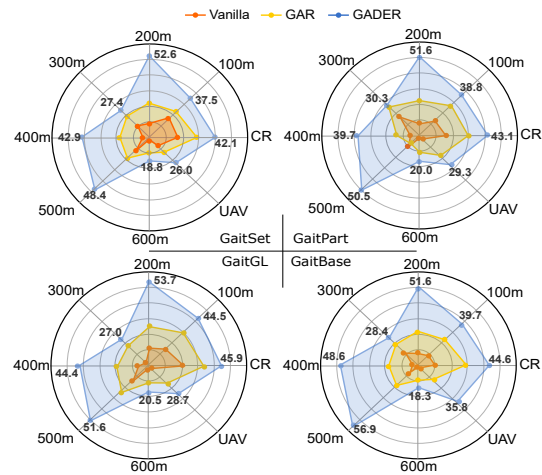 Vanilla GAR GADER
200m 200m
52.6 51.6
300m 100m 300m 100m
27.4 37.5 30.3 38.8
400m 42.9 42.1 CR 400m 39.7 43.1 CR
48.4 18.8 26.0 50.5 20.0 29.3
500m UAV 500m UAV
600m 600m
GaitSet GaitPart
GaitGL GaitBase
200m 200m
53.7 51.6
300m 100m 300m 100m
27.0 44.5 28.4 39.7
400m 44.4 45.9 CR 400m 48.6 44.6 CR
51.6 20.5 28.7 56.9 18.3 35.8
500m UAV 500m UAV
600m 600m